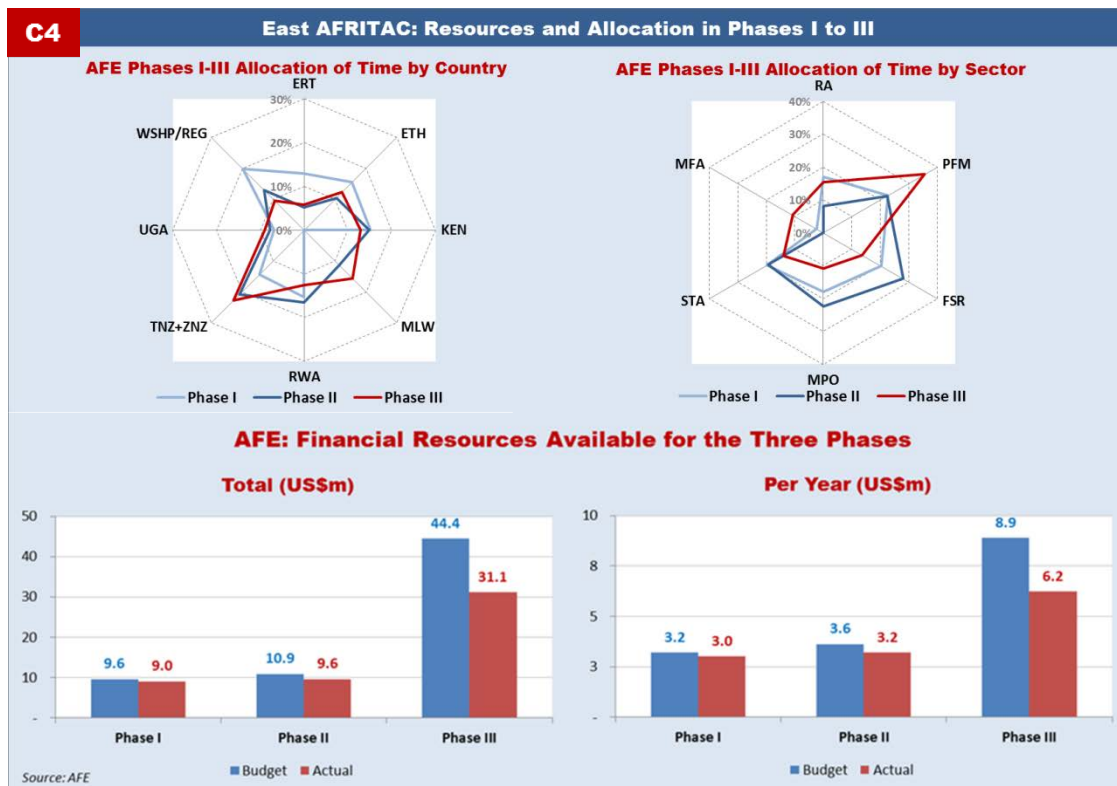 C4
East AFRITAC: Resources and Allocation in Phases I to III
AFE Phases I-III Allocation of Time by Country
ERT
30%
WSHP/REG
ETH
20%
10%
UGA
0%
KEN
TNZ+ZNZ
MLW
RWA
Phase I
Phase II
Phase III
AFE Phases I-III Allocation of Time by Sector
RA
40%
30%
MFA
PFM
20%
10%
0%
STA
FSR
MPO
Phase I
Phase II
Phase III
AFE: Financial Resources Available for the Three Phases
Total (US$m)
50
44.4
40
31.1
30
20
9.6
9.0
10.9
9.6
10
-
Phase I
Phase II
Phase III
Budget
Actual
Per Year (US$m)
10
8.9
8
6.2
5
3.2
3.0
3.6
3.2
3
-
Phase I
Phase II
Phase III
Budget
Actual
Source: AFE